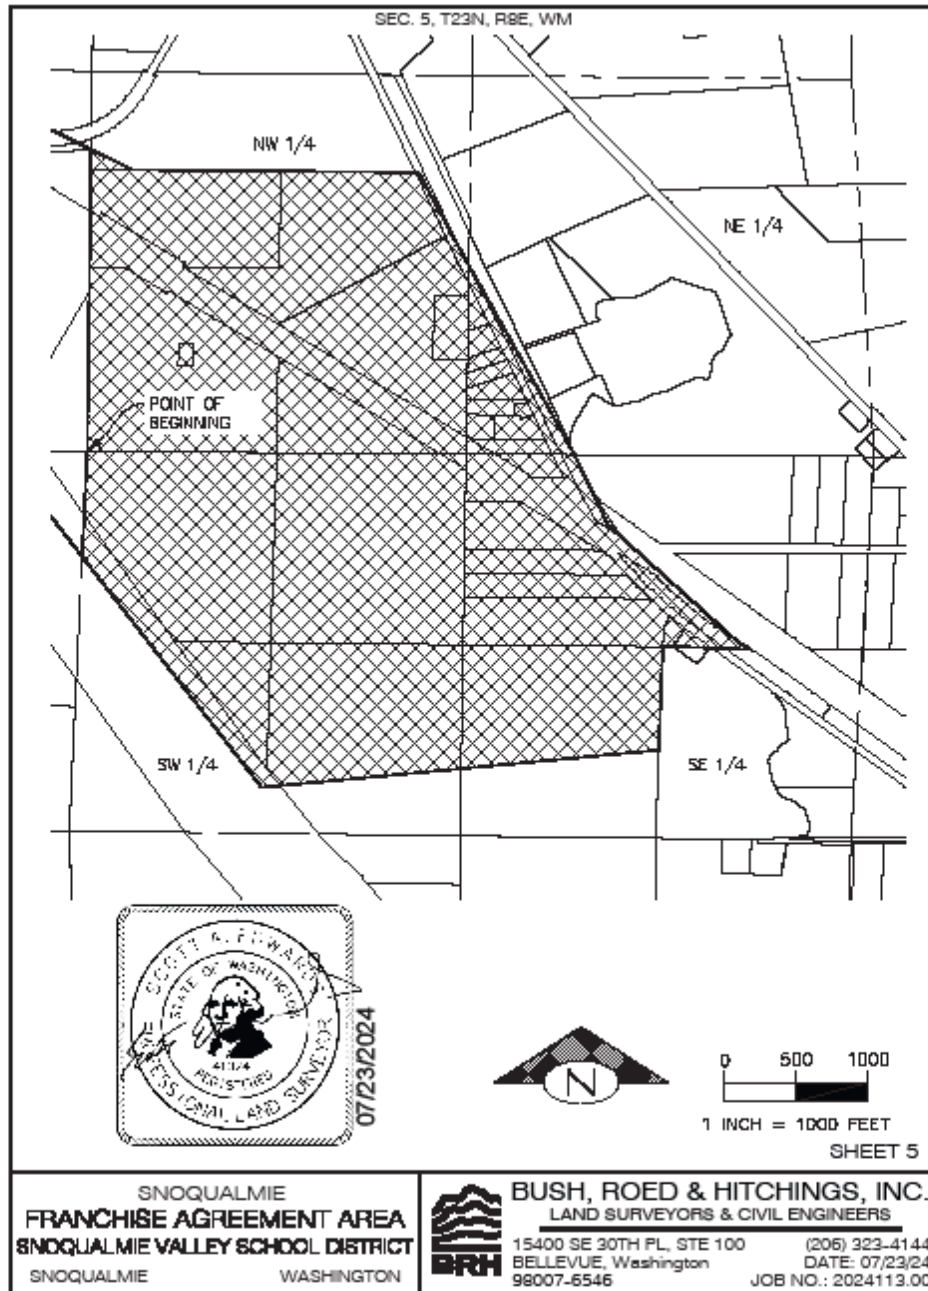 SEC. 5, T23N, R8E, WM
NW 1/4
NE 1/4
POINT OF
BEGINNING
SW 1/4
SE 1/4
SCOTT A. EDWARDS
STATE OF WASHINGTON
REGISTERED
PROFESSIONAL LAND SURVEYOR
07/23/2024
N
0 500 1000
1 INCH = 1000 FEET
SHEET 5
SNOQUALMIE
FRANCHISE AGREEMENT AREA
SNOQUALMIE VALLEY SCHOOL DISTRICT
SNOQUALMIE WASHINGTON
BRH
BUSH, ROED & HITCHINGS, INC.
LAND SURVEYORS & CIVIL ENGINEERS
15400 SE 30TH PL, STE 100 (206) 323-4144
BELLEVUE, Washington DATE: 07/23/24
98007-6546 JOB NO.: 2024113.00